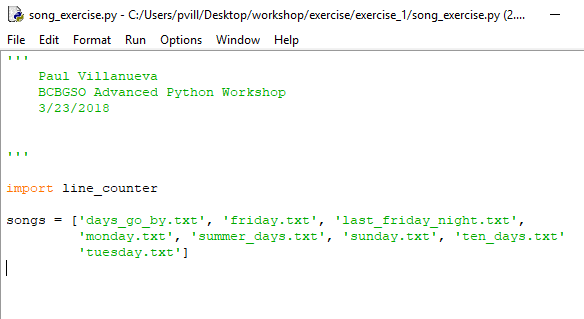 song_exercise.py - C:/Users/pvill/Desktop/workshop/exercise/exercise_1/song_exercise.py (2....
File Edit Format Run Options Window Help
'''
    Paul Villanueva
    BCBGSO Advanced Python Workshop
    3/23/2018
'''
import line_counter
songs = ['days_go_by.txt', 'friday.txt', 'last_friday_night.txt',
         'monday.txt', 'summer_days.txt', 'sunday.txt', 'ten_days.txt'
         'tuesday.txt']